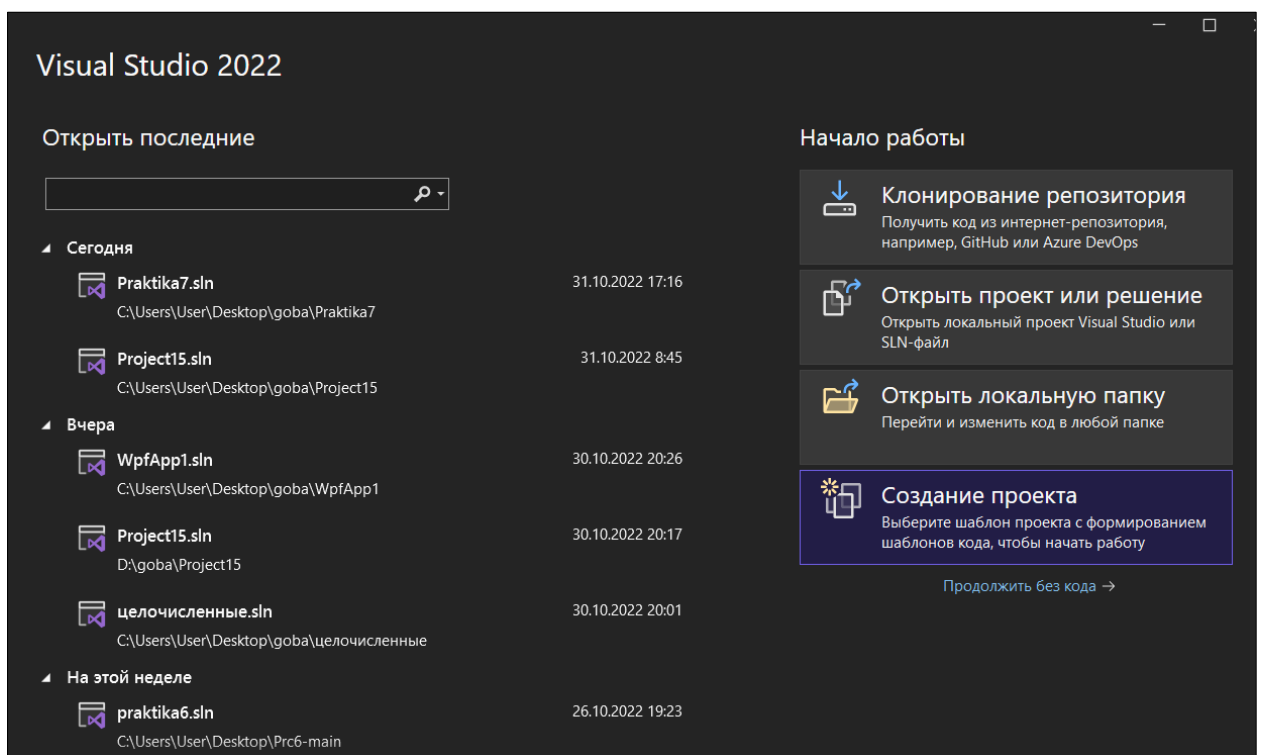 Visual Studio 2022
Открыть последние
Сегодня
Praktika7.sln 31.10.2022 17:16
C:\Users\User\Desktop\goba\Praktika7
Project15.sln 31.10.2022 8:45
C:\Users\User\Desktop\goba\Project15
Вчера
WpfApp1.sln 30.10.2022 20:26
C:\Users\User\Desktop\goba\WpfApp1
Project15.sln 30.10.2022 20:17
D:\goba\Project15
целочисленные.sln 30.10.2022 20:01
C:\Users\User\Desktop\goba\целочисленные
На этой неделе
praktika6.sln 26.10.2022 19:23
C:\Users\User\Desktop\Prc6-main
Начало работы
Клонирование репозитория
Получить код из интернет-репозитория,
например, GitHub или Azure DevOps
Открыть проект или решение
Открыть локальный проект Visual Studio или
SLN-файл
Открыть локальную папку
Перейти и изменить код в любой папке
Создание проекта
Выберите шаблон проекта с формированием
шаблонов кода, чтобы начать работу
Продолжить без кода →